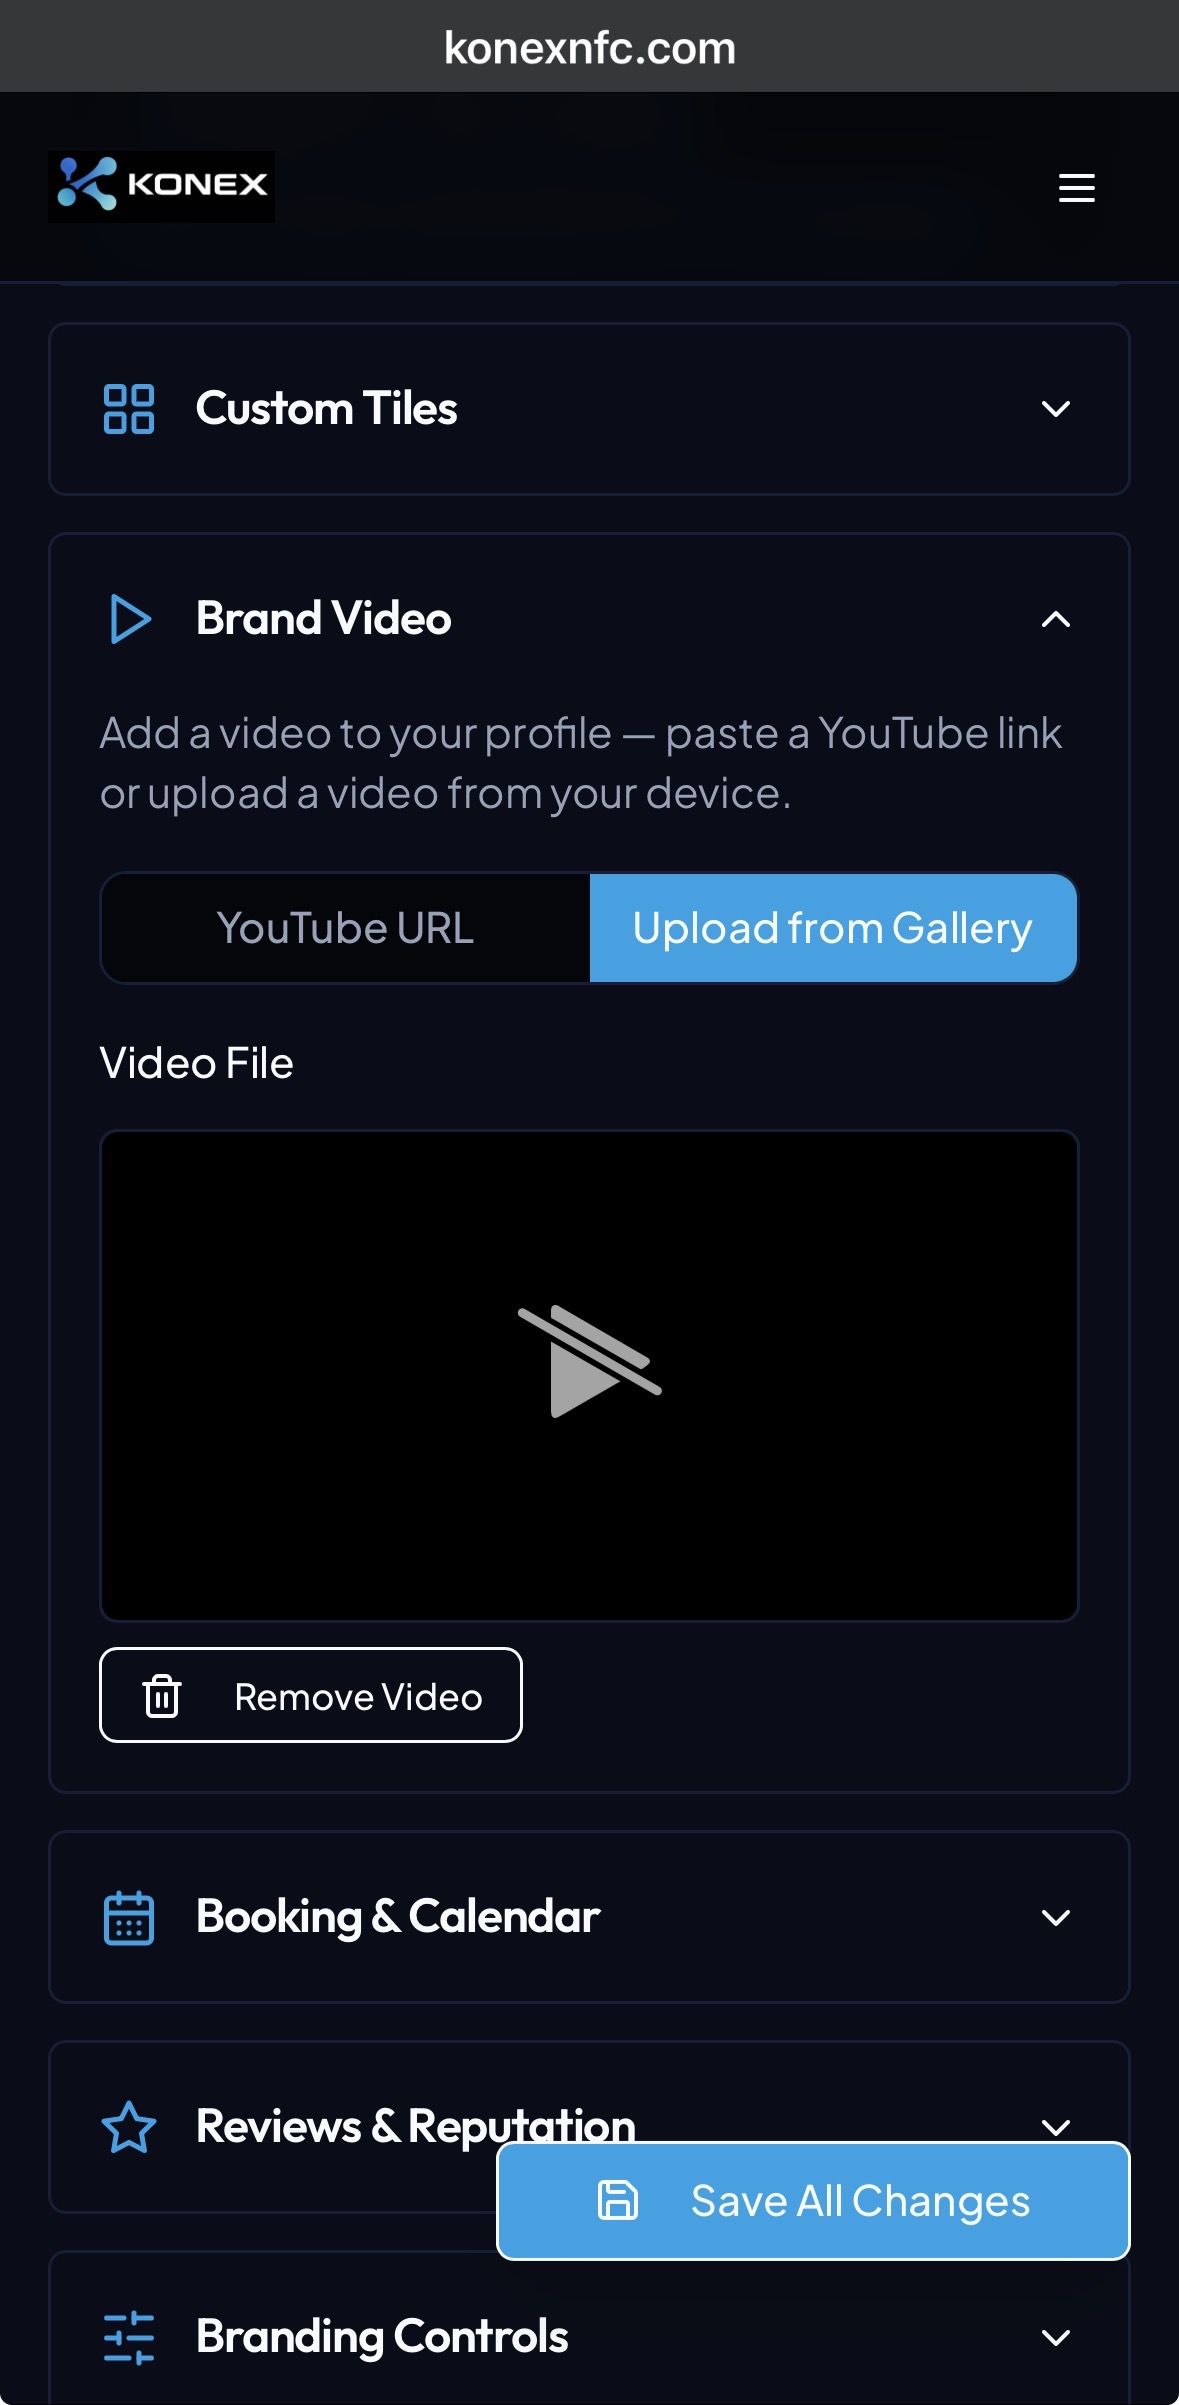 konexnfc.com
KONEX
Custom Tiles
Brand Video
Add a video to your profile — paste a YouTube link
or upload a video from your device.
YouTube URL
Upload from Gallery
Video File
Remove Video
Booking & Calendar
Reviews & Reputation
Save All Changes
Branding Controls